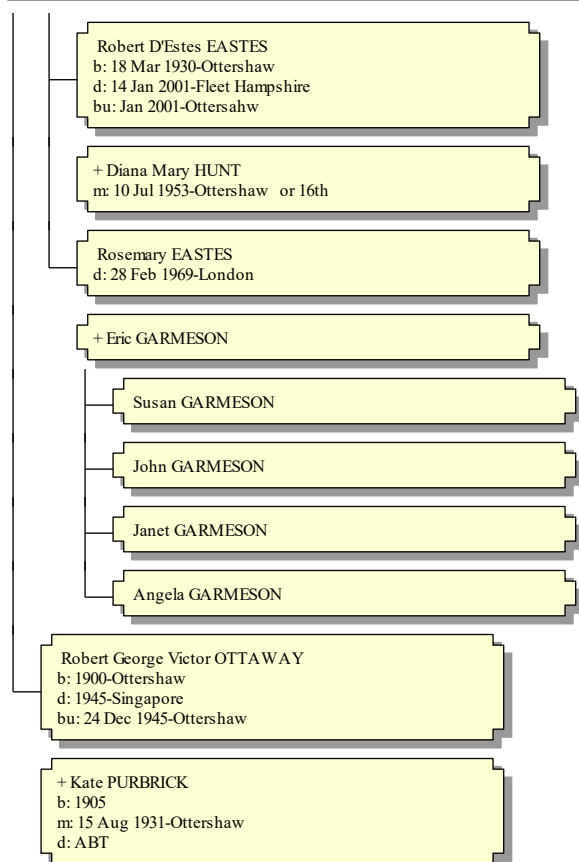 Robert D'Estes EASTES
b: 18 Mar 1930-Ottershaw
d: 14 Jan 2001-Fleet Hampshire
bu: Jan 2001-Ottersahw
+ Diana Mary HUNT
m: 10 Jul 1953-Ottershaw or 16th
Rosemary EASTES
d: 28 Feb 1969-London
+ Eric GARMESON
Susan GARMESON
John GARMESON
Janet GARMESON
Angela GARMESON
Robert George Victor OTTAWAY
b: 1900-Ottershaw
d: 1945-Singapore
bu: 24 Dec 1945-Ottershaw
+ Kate PURBRICK
b: 1905
m: 15 Aug 1931-Ottershaw
d: ABT